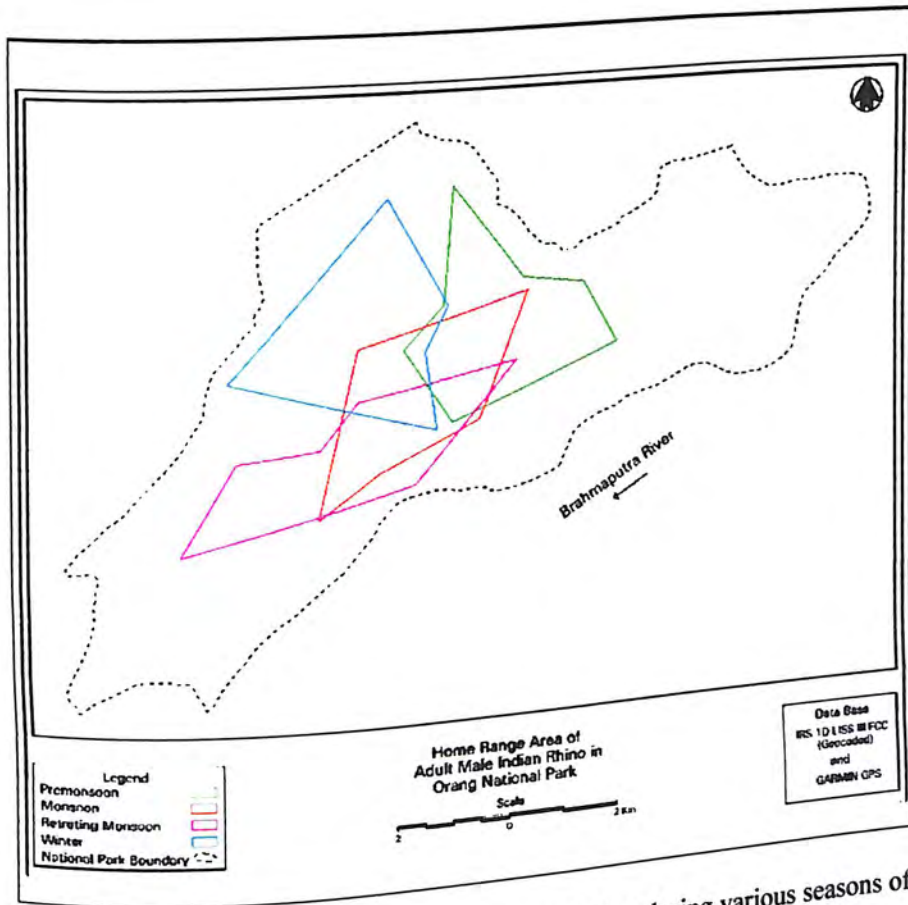 Brahmaputra River
Legend
Premonsoon
Monsoon
Retreating Monsoon
Winter
National Park Boundary
Home Range Area of
Adult Male Indian Rhino in
Orang National Park
Scale
2 0 2 Km
Data Base
IRS 1D LISS III FCC
(Geocoded)
and
GARMIN GPS
various seasons of